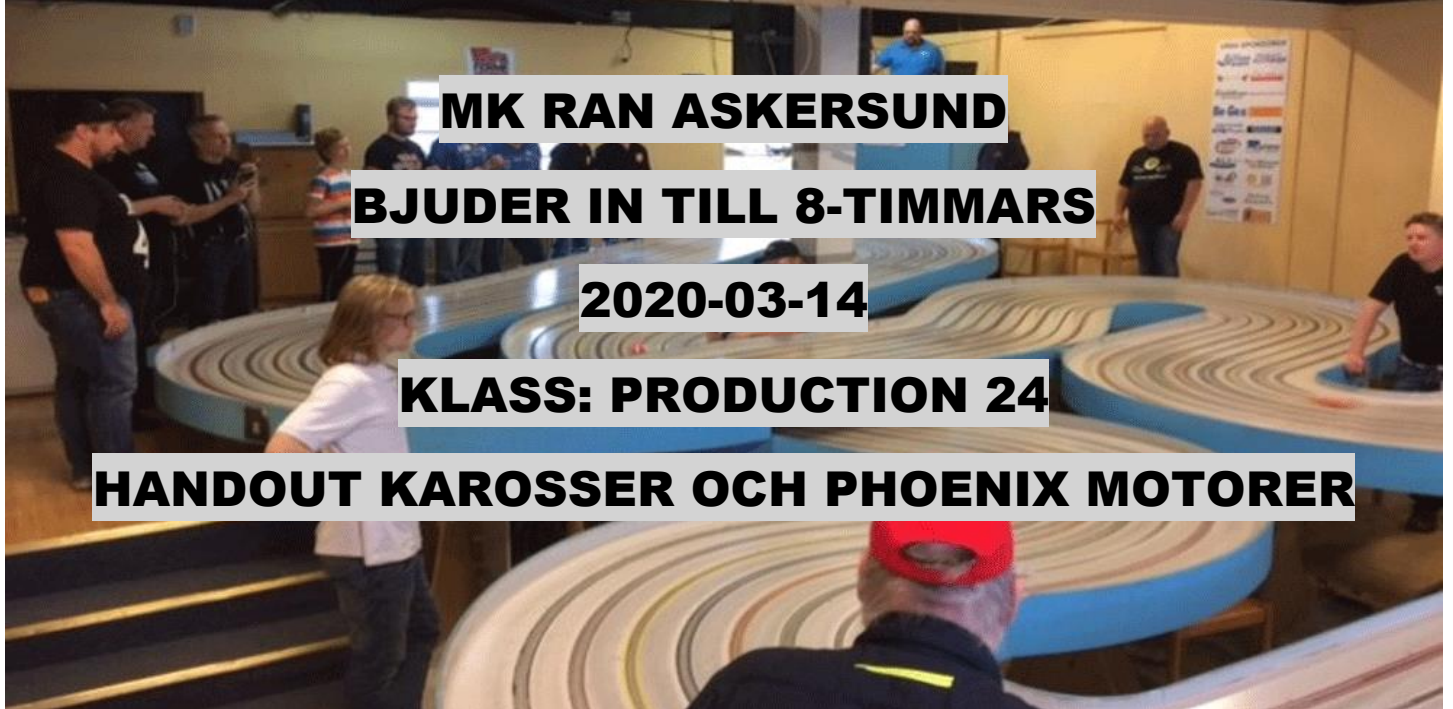 MK RAN ASKERSUND
BJUDER IN TILL 8-TIMMARS
2020-03-14
KLASS: PRODUCTION 24
HANDOUT KAROSSER OCH PHOENIX MOTORER